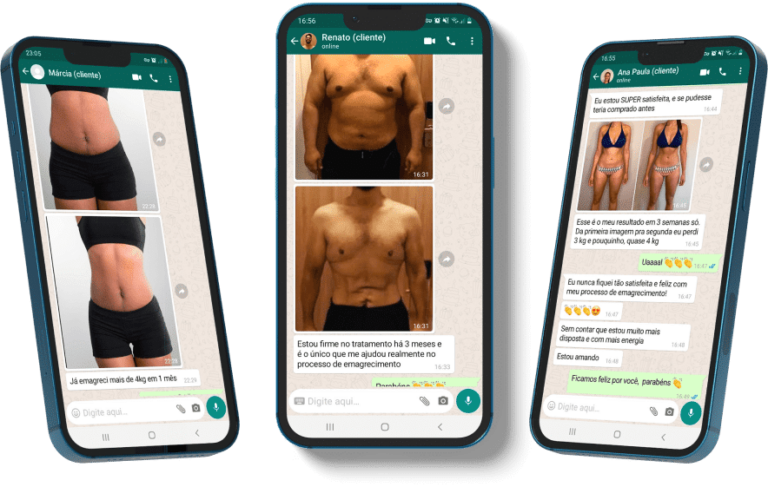 23:05
Márcia (cliente)
22:29
22:29
Já emagreci mais de 4kg em 1 mês 22:29
Digite aqui...
16:56
Renato (cliente)
online
16:31
16:31
Estou firme no tratamento há 3 meses e
é o único que me ajudou realmente no
processo de emagrecimento 16:33
Parabéns 👏👏👏
Digite aqui...
16:55
Ana Paula (cliente)
online
Eu estou SUPER satisfeita, e se pudesse
teria comprado antes 16:45
16:45
Esse é o meu resultado em 3 semanas só.
Da primeira imagem pra segunda eu perdi
3 kg e pouquinho, quase 4 kg 16:45
Uaaaal 👏👏👏 16:47
Eu nunca fiquei tão satisfeita e feliz com
meu processo de emagrecimento! 16:47
👏👏👏😍 16:47
Sem contar que estou muito mais
disposta e com mais energia 16:48
Estou amando 16:48
Ficamos feliz por você, parabéns 👏
Digite aqui...